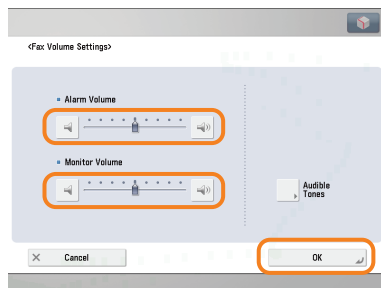 <Fax Volume Settings>
Alarm Volume
Monitor Volume
Audible
Tones
Cancel
OK